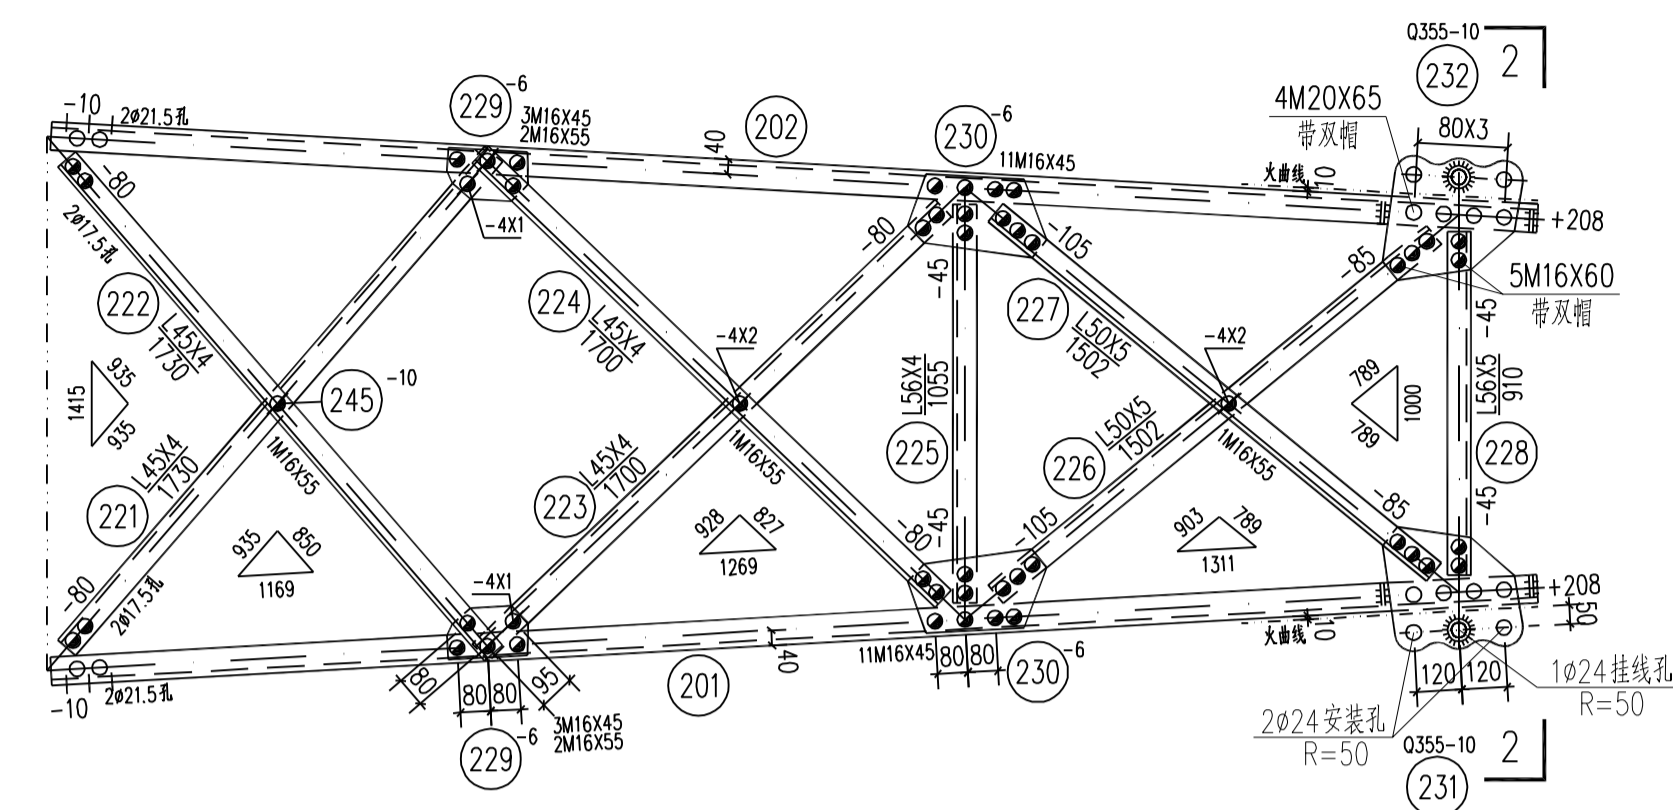 Q355-10
232
2
4M20X65
带双帽
80X3
-10
2ø21.5孔
229
-6
3M16X45
2M16X55
202
40
230
-6
11M16X45
火曲线
10
+208
-80
2ø17.5孔
-4X1
-80
-45
-105
-85
5M16X60
带双帽
222
L45X4
1730
224
L45X4
1700
227
L50X5
1502
-4X2
-4X2
-45
1415
935
935
245
-10
L56X4
1055
789
789
1000
L56X5
910
1M16X55
1M16X55
1M16X55
221
L45X4
1730
223
L45X4
1700
225
226
L50X5
1502
228
935
850
1169
928
827
1269
903
789
1311
-80
-45
-105
-85
-45
-80
2ø17.5孔
-4X1
+208
50
火曲线
10
40
11M16X45
80
80
230
-6
-10
2ø21.5孔
80
80
80
95
201
120
120
1ø24挂线孔
R=50
229
-6
3M16X45
2M16X55
2ø24安装孔
R=50
Q355-10
231
2